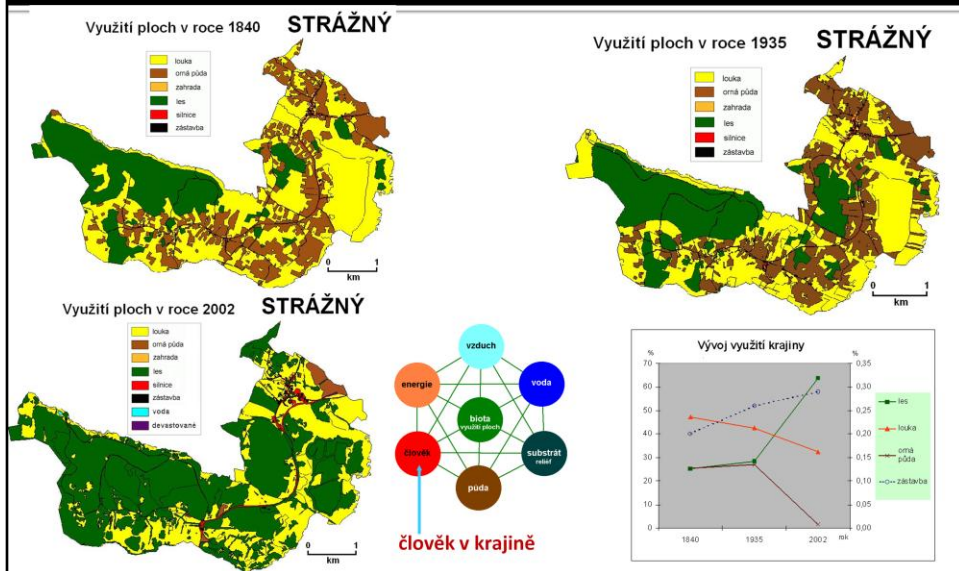 Využití ploch v roce 1840 STRÁŽNÝ
louka
orná půda
zahrada
les
silnice
zástavba
0 1
km
Využití ploch v roce 1935 STRÁŽNÝ
louka
orná půda
zahrada
les
silnice
zástavba
0 1
km
Využití ploch v roce 2002 STRÁŽNÝ
louka
orná půda
zahrada
les
silnice
zástavba
voda
devastované
0 1
km
vzduch
energie
voda
biota
využití ploch
člověk
substrát
reliéf
půda
člověk v krajině
Vývoj využití krajiny
% %
70 0,35
60 0,30
50 0,25
40 0,20
30 0,15
20 0,10
10 0,05
0 0,00
1840 1935 2002 rok
les
louka
orná
půda
zástavba